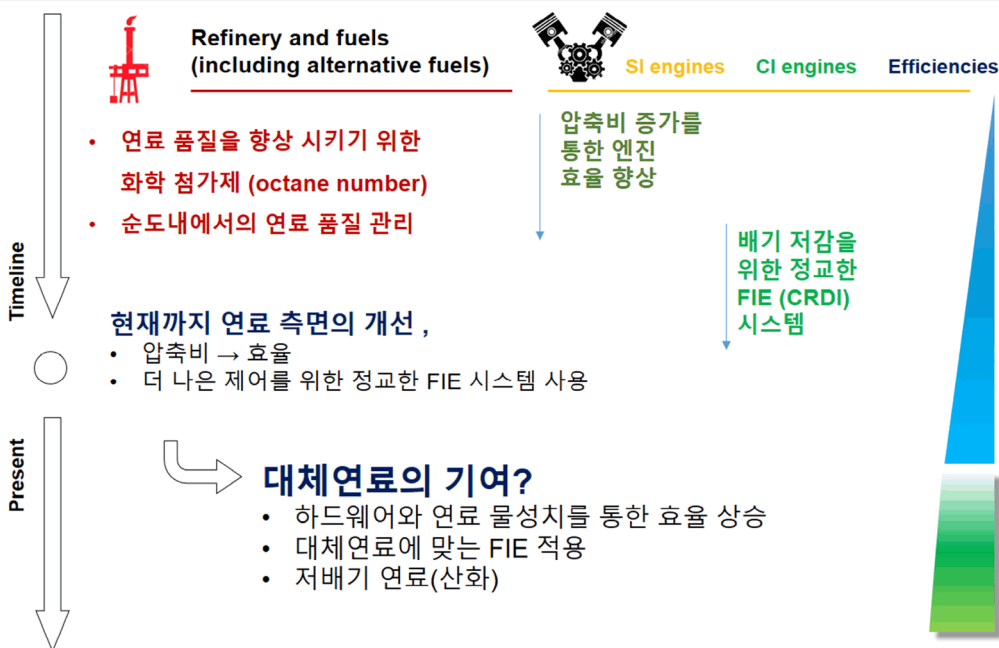 Refinery and fuels
(including alternative fuels)
SI engines
CI engines
Efficiencies
• 연료 품질을 향상 시키기 위한
화학 첨가제 (octane number)
• 순도내에서의 연료 품질 관리
압축비 증가를
통한 엔진
효율 향상
배기 저감을
위한 정교한
FIE (CRDI)
시스템
Timeline
현재까지 연료 측면의 개선 ,
• 압축비 → 효율
• 더 나은 제어를 위한 정교한 FIE 시스템 사용
Present
대체연료의 기여?
• 하드웨어와 연료 물성치를 통한 효율 상승
• 대체연료에 맞는 FIE 적용
• 저배기 연료(산화)